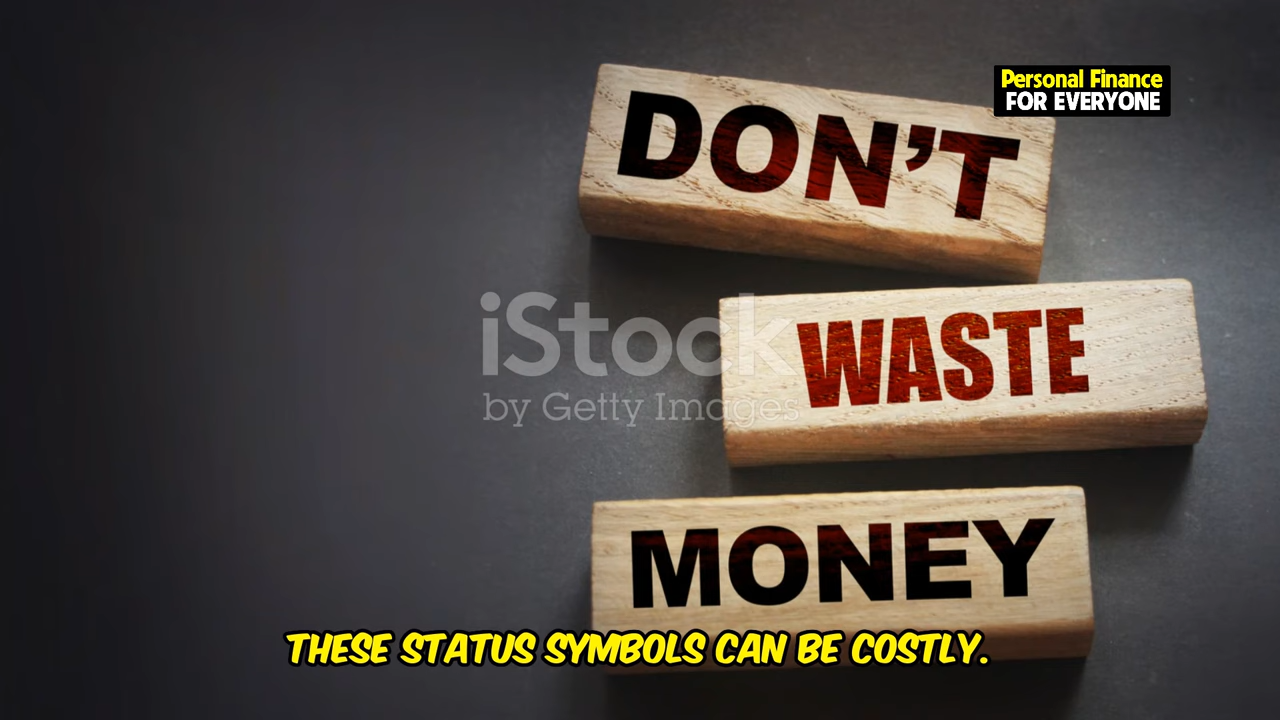 Personal Finance
FOR EVERYONE
DON'T
WASTE
iStock
by Getty Images
MONEY
THESE STATUS SYMBOLS CAN BE COSTLY.